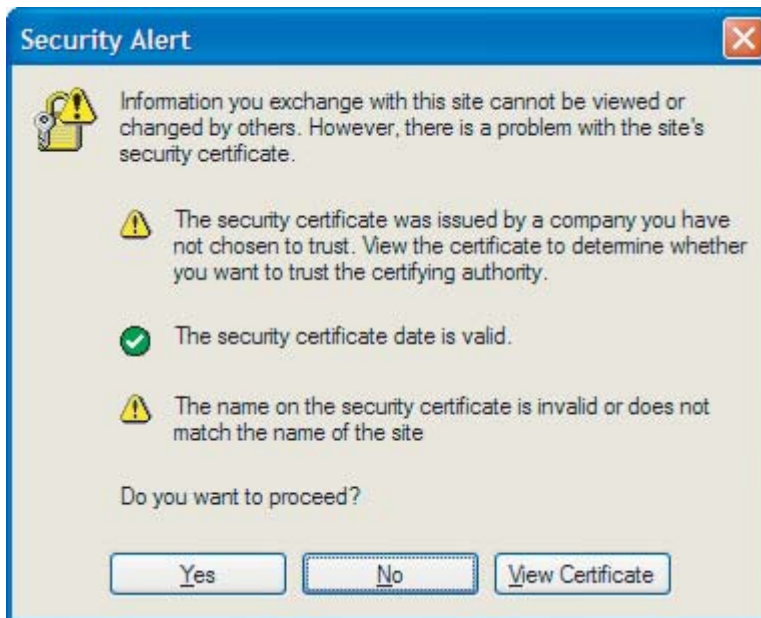 Security Alert
Information you exchange with this site cannot be viewed or
changed by others. However, there is a problem with the site's
security certificate.
The security certificate was issued by a company you have
not chosen to trust. View the certificate to determine whether
you want to trust the certifying authority.
The security certificate date is valid.
The name on the security certificate is invalid or does not
match the name of the site
Do you want to proceed?
Yes No View Certificate